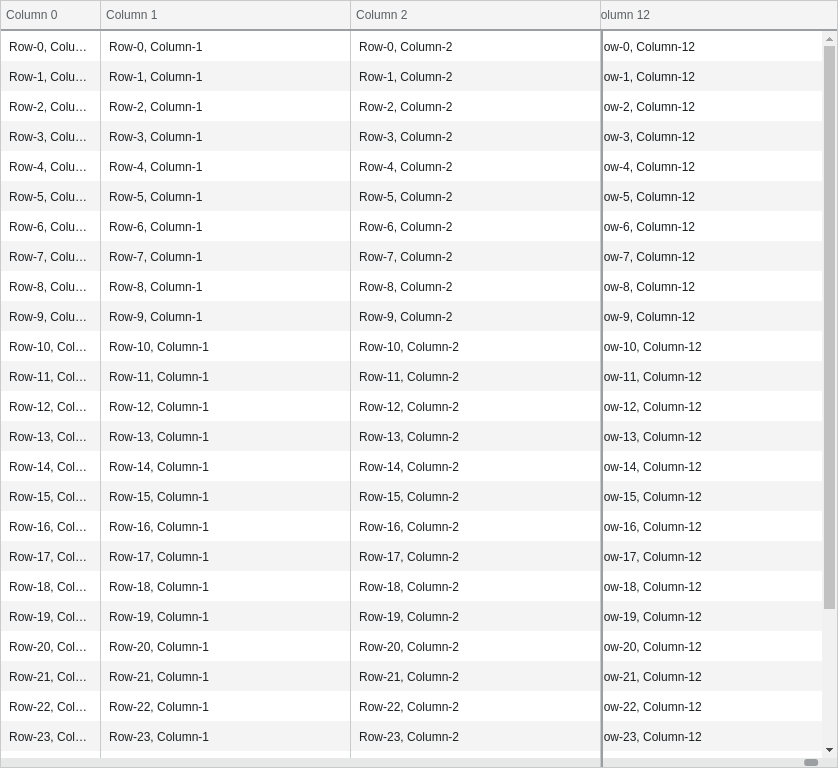 Column 0 Column 1 Column 2 olumn 12
Row-0, Colu… Row-0, Column-1 Row-0, Column-2 ow-0, Column-12
Row-1, Colu… Row-1, Column-1 Row-1, Column-2 ow-1, Column-12
Row-2, Colu… Row-2, Column-1 Row-2, Column-2 ow-2, Column-12
Row-3, Colu… Row-3, Column-1 Row-3, Column-2 ow-3, Column-12
Row-4, Colu… Row-4, Column-1 Row-4, Column-2 ow-4, Column-12
Row-5, Colu… Row-5, Column-1 Row-5, Column-2 ow-5, Column-12
Row-6, Colu… Row-6, Column-1 Row-6, Column-2 ow-6, Column-12
Row-7, Colu… Row-7, Column-1 Row-7, Column-2 ow-7, Column-12
Row-8, Colu… Row-8, Column-1 Row-8, Column-2 ow-8, Column-12
Row-9, Colu… Row-9, Column-1 Row-9, Column-2 ow-9, Column-12
Row-10, Col… Row-10, Column-1 Row-10, Column-2 ow-10, Column-12
Row-11, Col… Row-11, Column-1 Row-11, Column-2 ow-11, Column-12
Row-12, Col… Row-12, Column-1 Row-12, Column-2 ow-12, Column-12
Row-13, Col… Row-13, Column-1 Row-13, Column-2 ow-13, Column-12
Row-14, Col… Row-14, Column-1 Row-14, Column-2 ow-14, Column-12
Row-15, Col… Row-15, Column-1 Row-15, Column-2 ow-15, Column-12
Row-16, Col… Row-16, Column-1 Row-16, Column-2 ow-16, Column-12
Row-17, Col… Row-17, Column-1 Row-17, Column-2 ow-17, Column-12
Row-18, Col… Row-18, Column-1 Row-18, Column-2 ow-18, Column-12
Row-19, Col… Row-19, Column-1 Row-19, Column-2 ow-19, Column-12
Row-20, Col… Row-20, Column-1 Row-20, Column-2 ow-20, Column-12
Row-21, Col… Row-21, Column-1 Row-21, Column-2 ow-21, Column-12
Row-22, Col… Row-22, Column-1 Row-22, Column-2 ow-22, Column-12
Row-23, Col… Row-23, Column-1 Row-23, Column-2 ow-23, Column-12